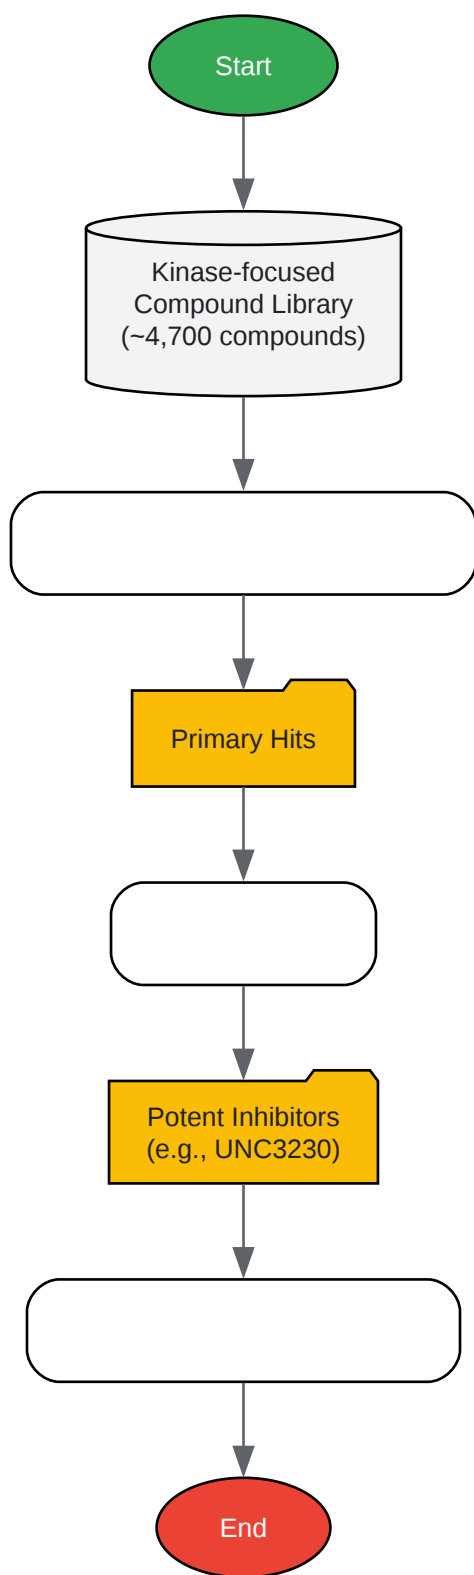 Start
Kinase-focused
Compound Library
(~4,700 compounds)
Primary Hits
Potent Inhibitors
(e.g., UNC3230)
End